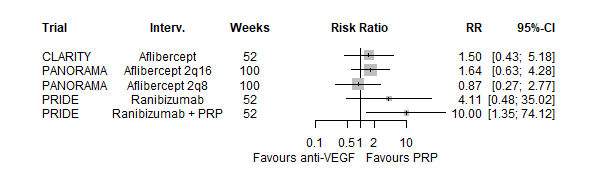 Trial Interv. Weeks Risk Ratio RR 95%-CI
CLARITY Aflibercept 52 1.50 [0.43; 5.18]
PANORAMA Aflibercept 2q16 100 1.64 [0.63; 4.28]
PANORAMA Aflibercept 2q8 100 0.87 [0.27; 2.77]
PRIDE Ranibizumab 52 4.11 [0.48; 35.02]
PRIDE Ranibizumab + PRP 52 10.00 [1.35; 74.12]
0.1 0.5 1 2 10
Favours anti-VEGF Favours PRP